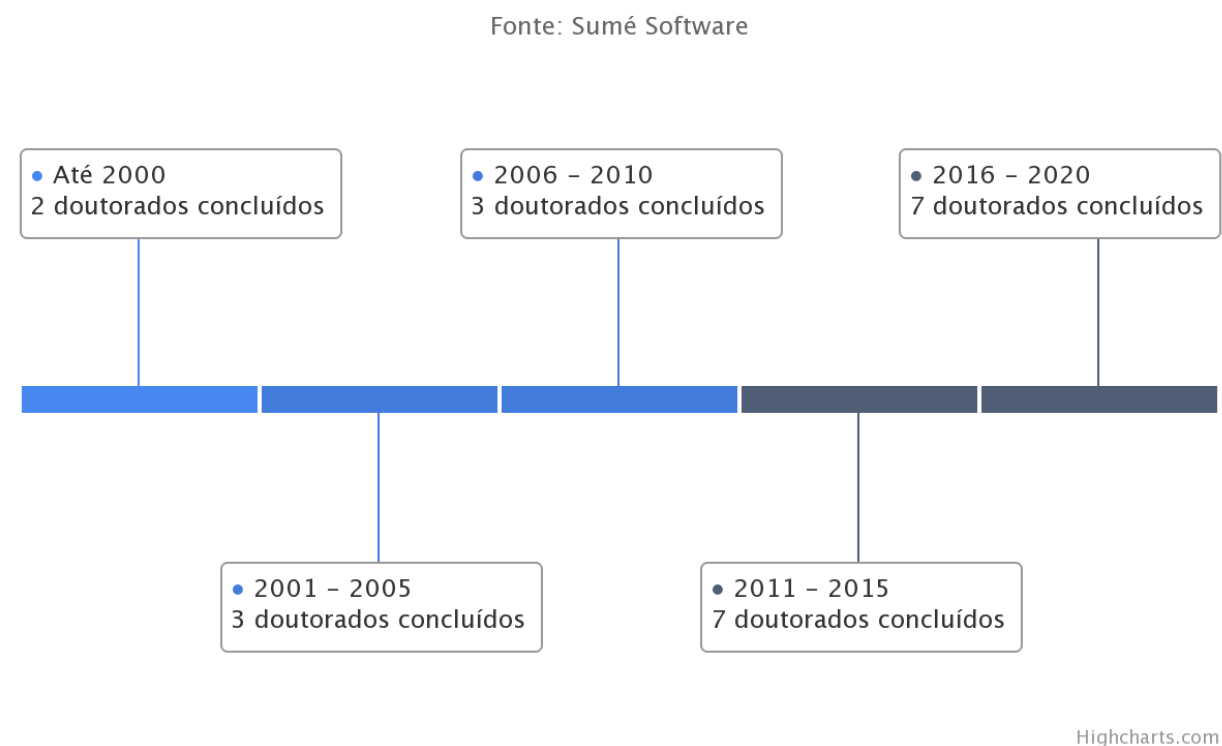 Fonte: Sumé Software
Até 2000
2 doutorados concluídos
2006 – 2010
3 doutorados concluídos
2016 – 2020
7 doutorados concluídos
2001 – 2005
3 doutorados concluídos
2011 – 2015
7 doutorados concluídos
Highcharts.com